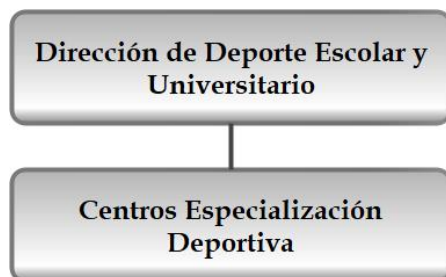 Dirección de Deporte Escolar y
Universitario
Centros Especialización
Deportiva